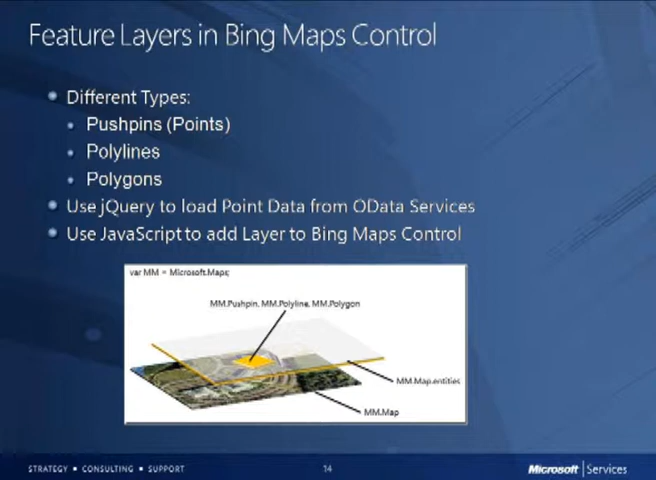 Feature Layers in Bing Maps Control
Different Types:
Pushpins (Points)
Polylines
Polygons
Use jQuery to load Point Data from OData Services
Use JavaScript to add Layer to Bing Maps Control
var MM = Microsoft.Maps;
MM.Pushpin, MM.Polyline, MM.Polygon
MM.Map.entities
MM.Map
STRATEGY ▪ CONSULTING ▪ SUPPORT
14
Microsoft | Services